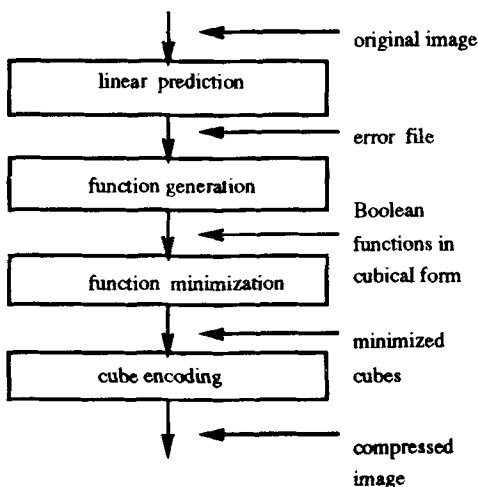 original image
linear prediction
error file
function generation
Boolean
functions in
cubical form
function minimization
minimized
cubes
cube encoding
compressed
image